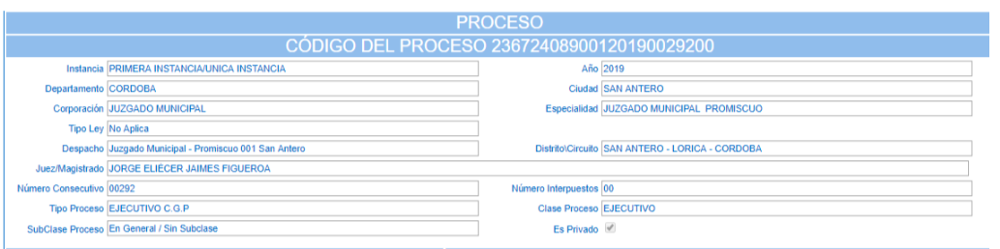 PROCESO
CÓDIGO DEL PROCESO 23672408900120190029200
Instancia PRIMERA INSTANCIA/UNICA INSTANCIA Año 2019
Departamento CORDOBA Ciudad SAN ANTERO
Corporación JUZGADO MUNICIPAL Especialidad JUZGADO MUNICIPAL PROMISCUO
Tipo Ley No Aplica
Despacho Juzgado Municipal - Promiscuo 001 San Antero Distrito\Circuito SAN ANTERO - LORICA - CORDOBA
Juez/Magistrado JORGE ELIÉCER JAIMES FIGUEROA
Número Consecutivo 00292 Número Interpuestos 00
Tipo Proceso EJECUTIVO C.G.P Clase Proceso EJECUTIVO
SubClase Proceso En General / Sin Subclase Es Privado